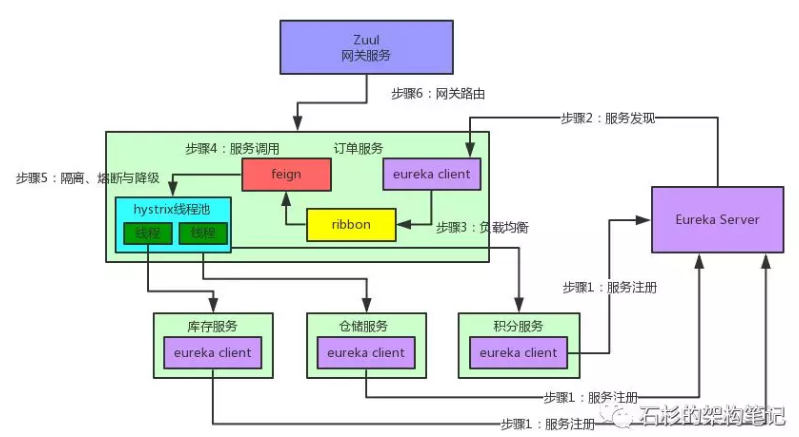 Zuul
网关服务
步骤6：网关路由
步骤2：服务发现
步骤4：服务调用
订单服务
feign
eureka client
步骤5：隔离、熔断与降级
hystrix线程池
线程
线程
ribbon
步骤3：负载均衡
Eureka Server
步骤1：服务注册
库存服务
eureka client
仓储服务
eureka client
积分服务
eureka client
步骤1：服务注册
步骤1：服务注册
石杉的架构笔记